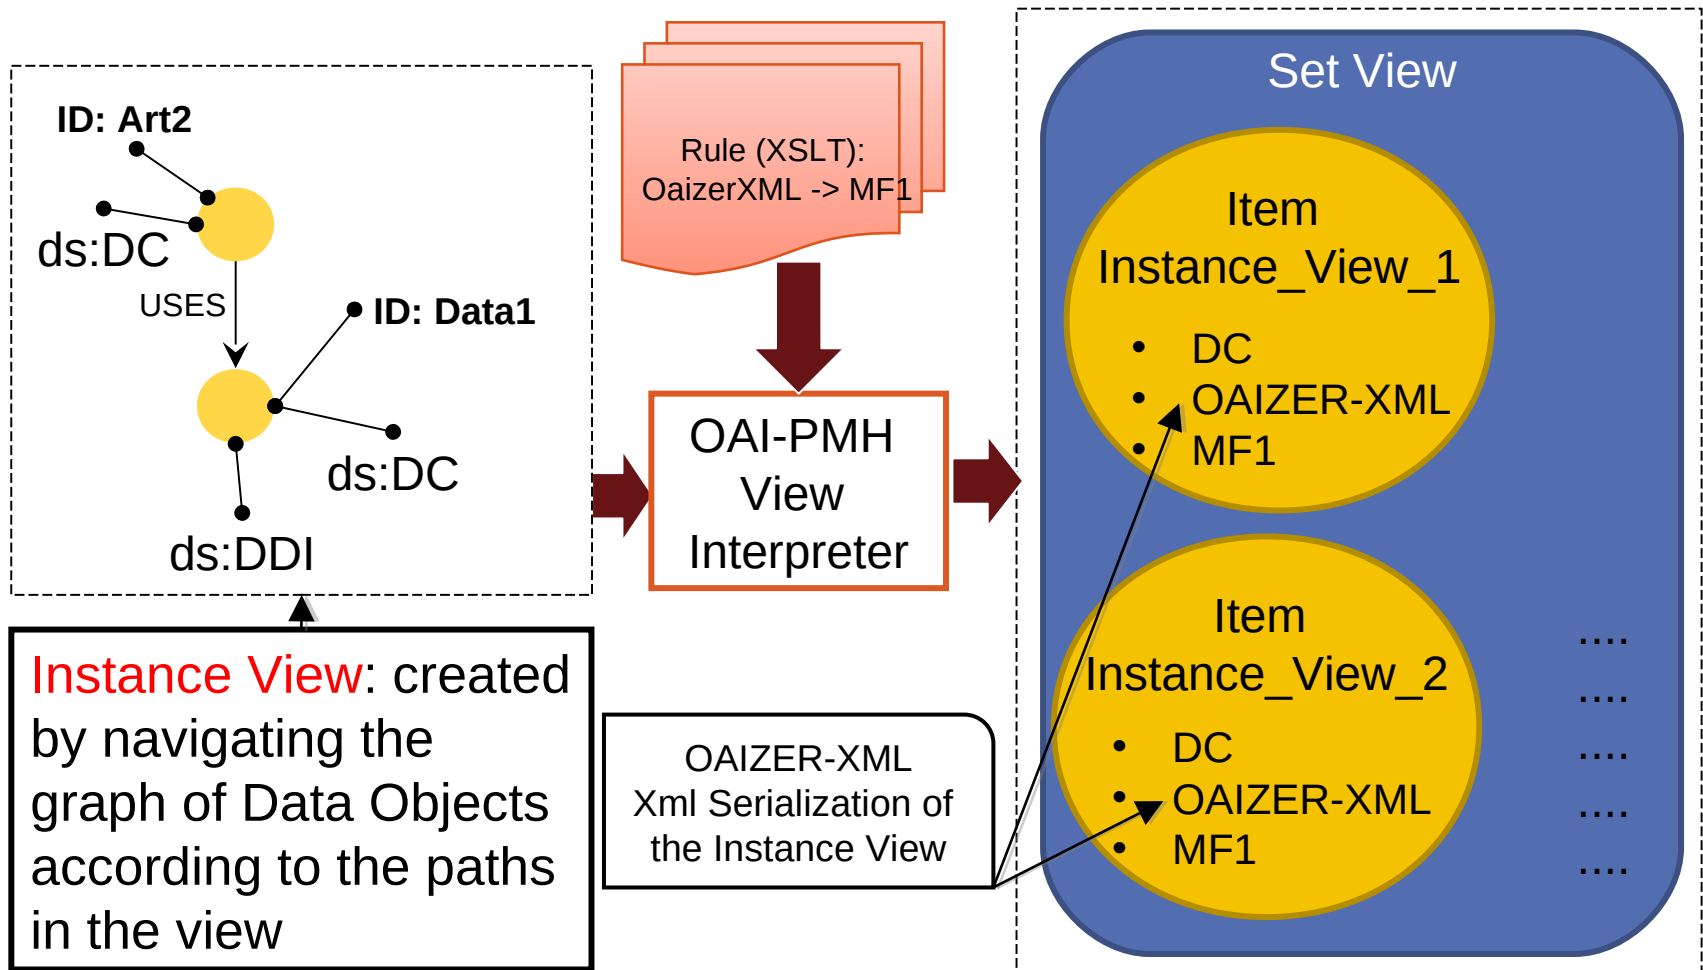 ID: Art2
ds:DC
USES
ID: Data1
ds:DC
ds:DDI
Instance View: created
by navigating the
graph of Data Objects
according to the paths
in the view
Rule (XSLT):
OaizerXML -> MF1
OAI-PMH
View
Interpreter
OAIZER-XML
Xml Serialization of
the Instance View
Set View
Item
Instance_View_1
• DC
• OAIZER-XML
• MF1
Item
Instance_View_2
• DC
• OAIZER-XML
• MF1
....
....
....
....
....